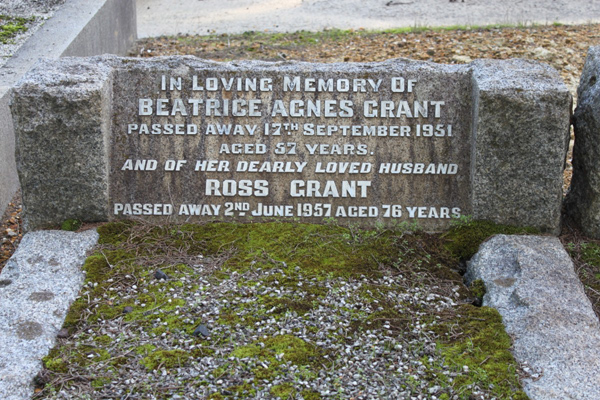 IN LOVING MEMORY OF
BEATRICE AGNES GRANT
PASSED AWAY 17TH SEPTEMBER 1951
AGED 57 YEARS.
AND OF HER DEARLY LOVED HUSBAND
ROSS GRANT
PASSED AWAY 2ND JUNE 1957 AGED 76 YEARS